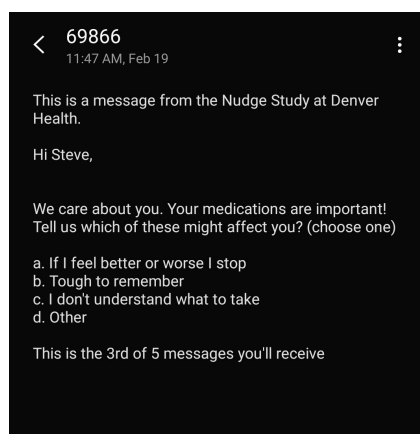 69866
11:47 AM, Feb 19
This is a message from the Nudge Study at Denver
Health.
Hi Steve,
We care about you. Your medications are important!
Tell us which of these might affect you? (choose one)
a. If I feel better or worse I stop
b. Tough to remember
c. I don't understand what to take
d. Other
This is the 3rd of 5 messages you'll receive